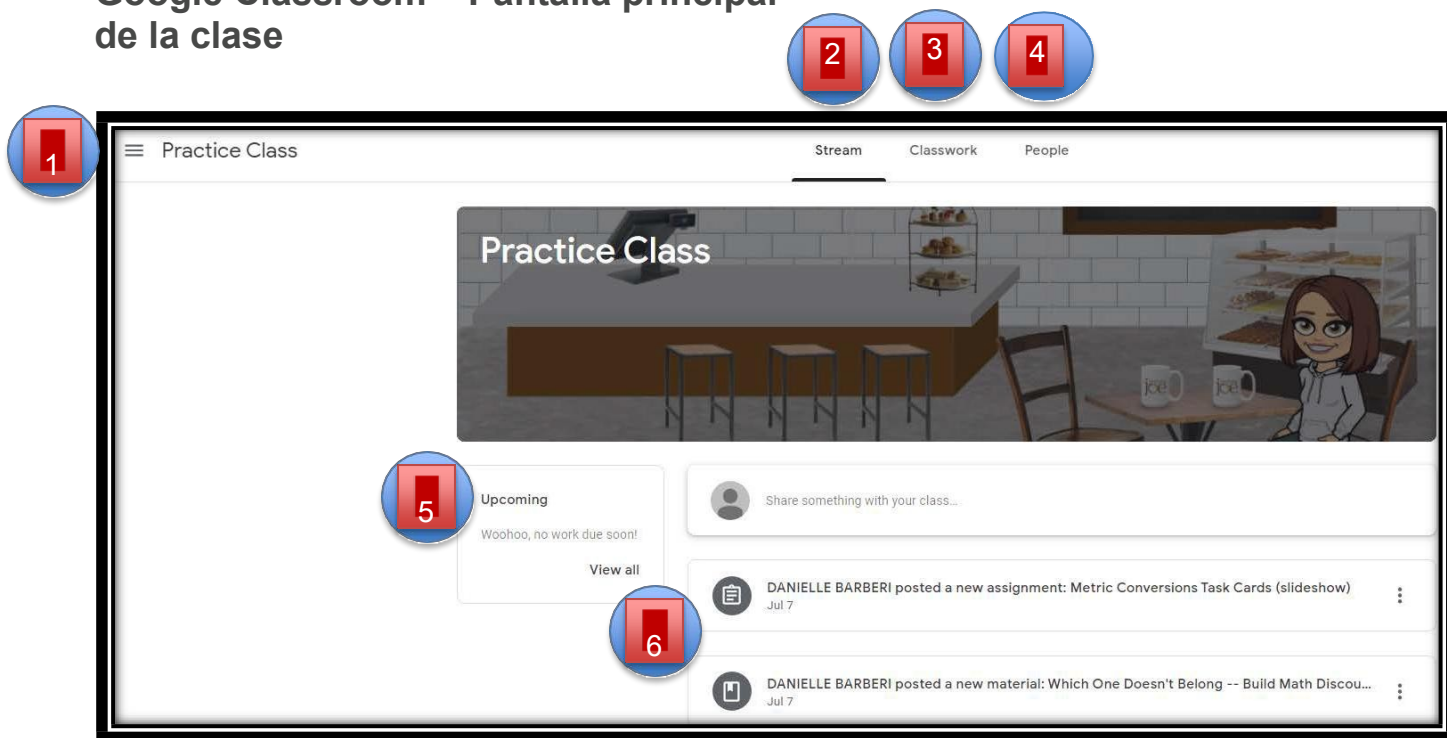 Google Classroom – Pantalla principal
de la clase
2 3 4
1
Practice Class
Stream Classwork People
Practice Class
joe joe
5
Upcoming
Woohoo, no work due soon!
View all
Share something with your class...
6
DANIELLE BARBERI posted a new assignment: Metric Conversions Task Cards (slideshow)
Jul 7
DANIELLE BARBERI posted a new material: Which One Doesn't Belong -- Build Math Discou...
Jul 7